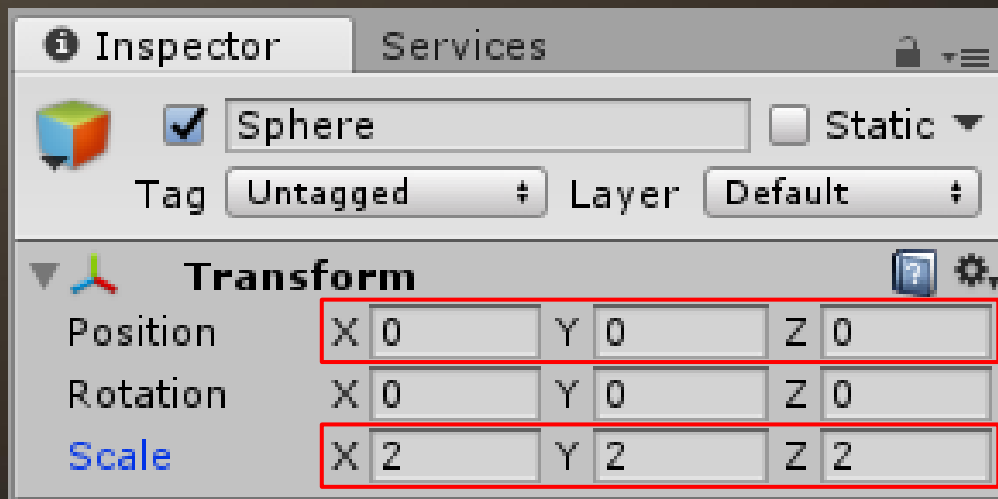 Inspector Services
Sphere Static
Tag Untagged Layer Default
Transform
Position X 0 Y 0 Z 0
Rotation X 0 Y 0 Z 0
Scale X 2 Y 2 Z 2